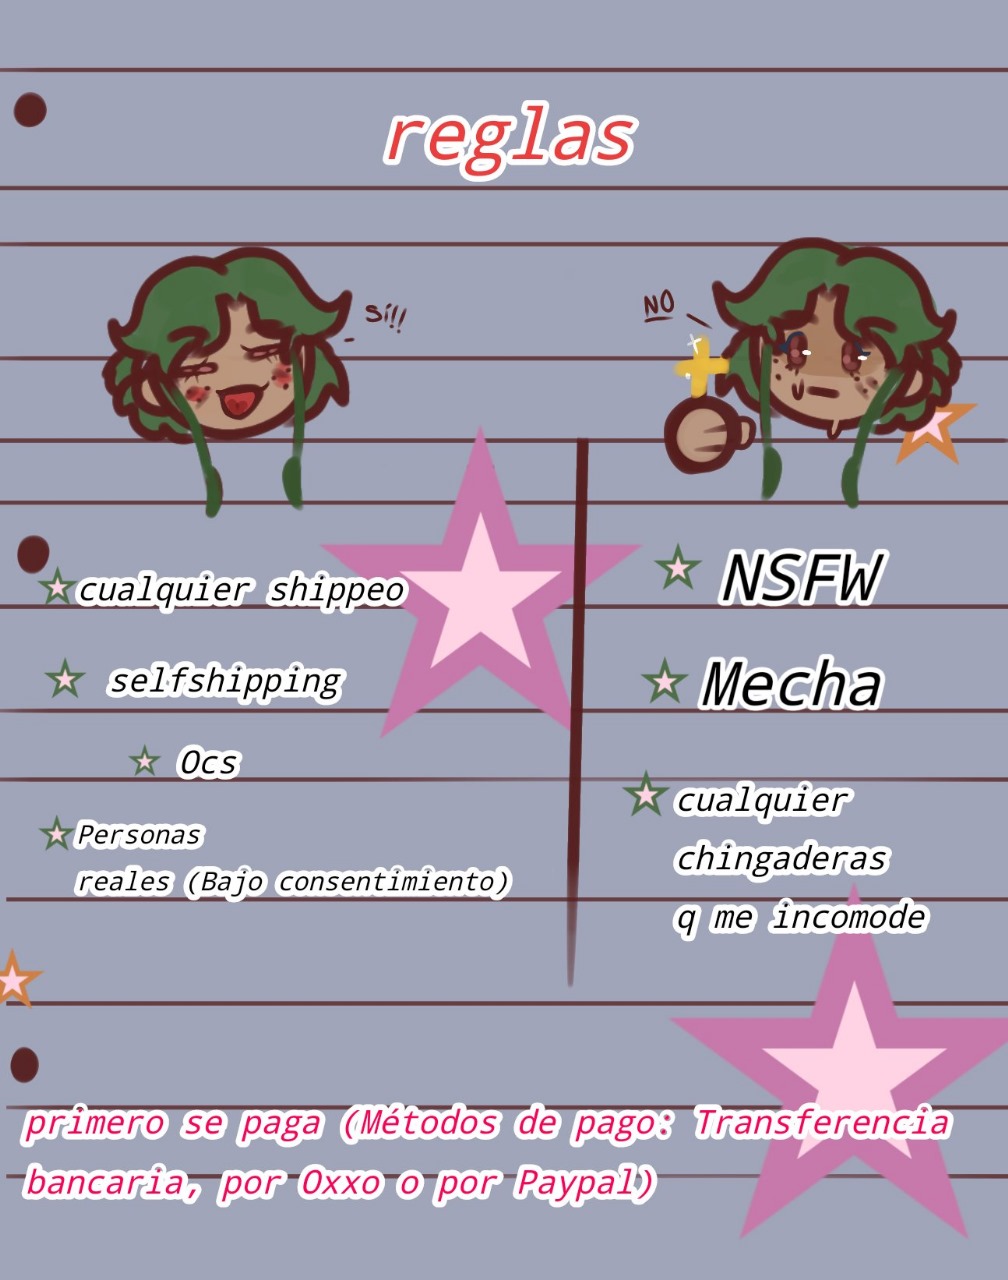 reglas
Sí!!
NO
cualquier shippeo
selfshipping
Ocs
Personas
reales (Bajo consentimiento)
NSFW
Mecha
cualquier
chingaderas
q me incomode
primero se paga (Métodos de pago: Transferencia
bancaria, por Oxxo o por Paypal)